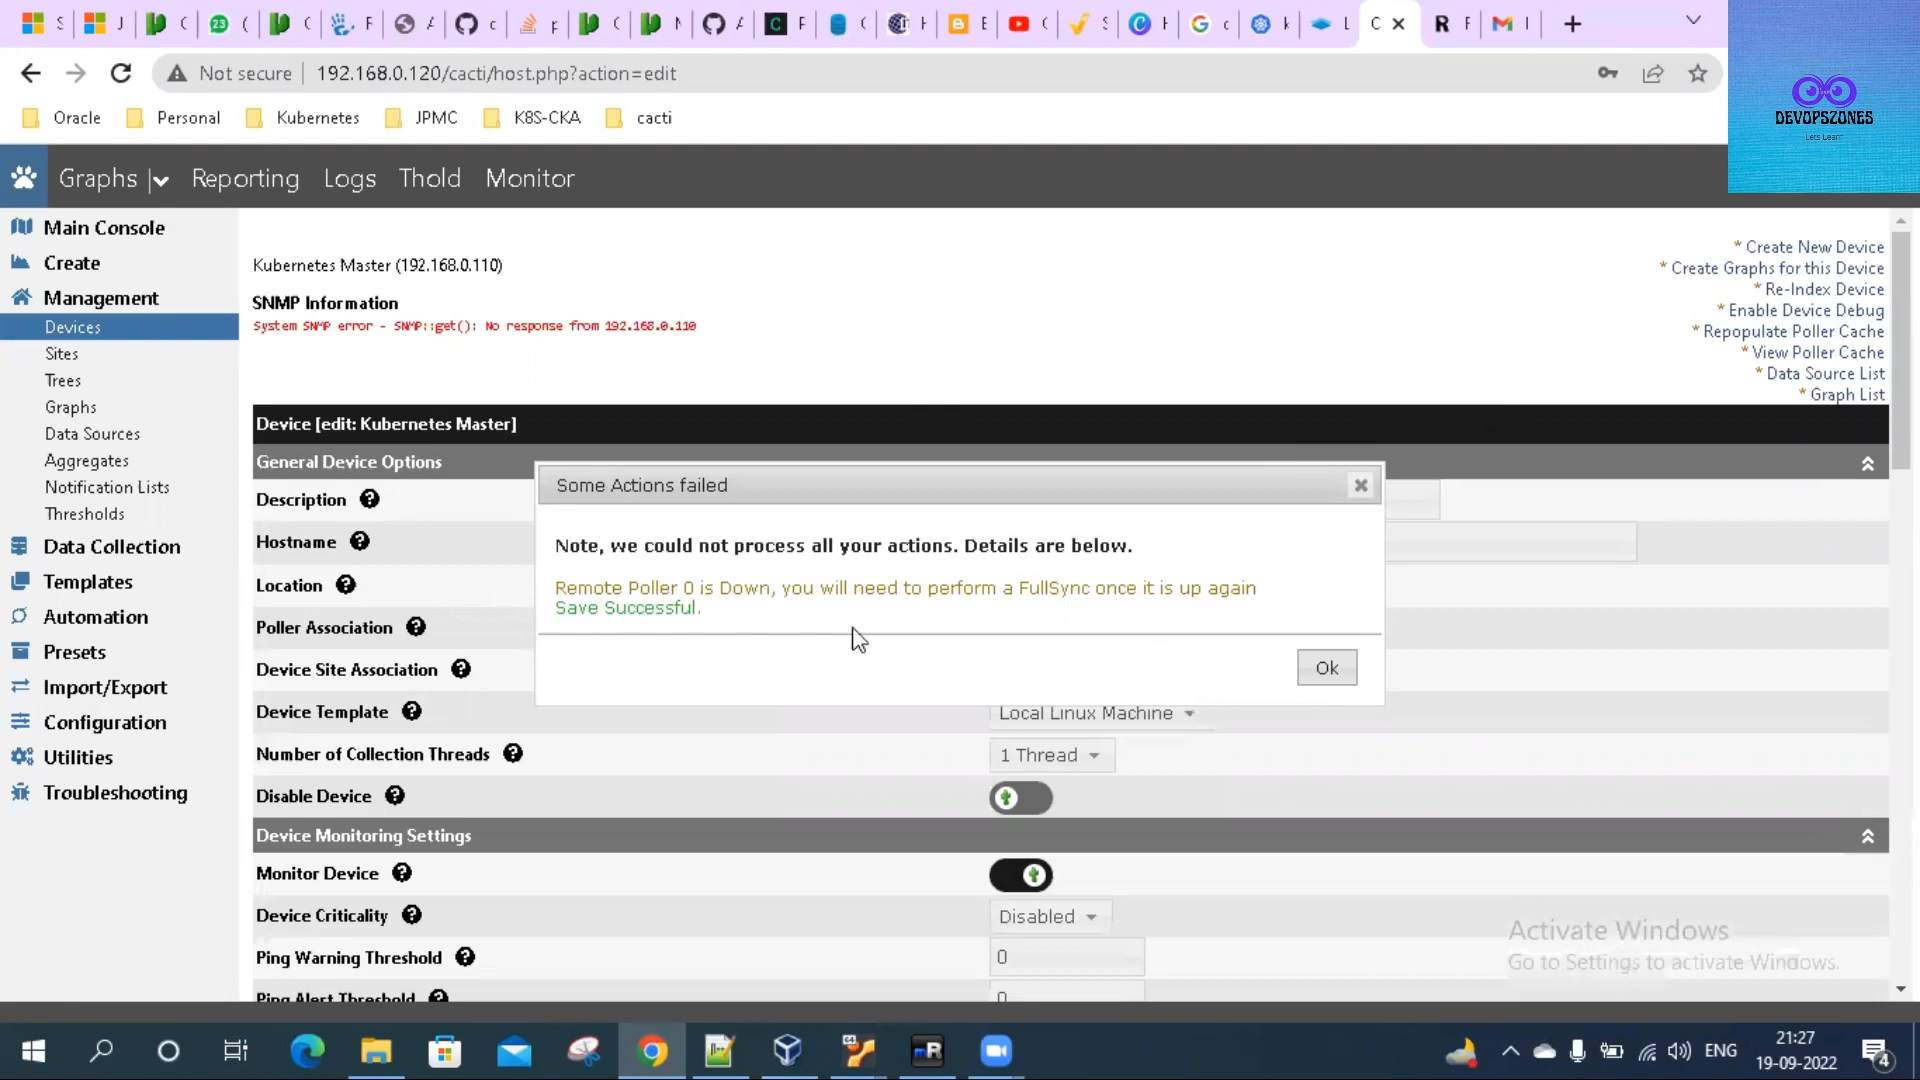 Not secure | 192.168.0.120/cacti/host.php?action=edit
Oracle Personal Kubernetes JPMC K8S-CKA cacti
DEVOPSZONES
Lets Learn
Graphs Reporting Logs Thold Monitor
Main Console
Create
Management
Devices
Sites
Trees
Graphs
Data Sources
Aggregates
Notification Lists
Thresholds
Data Collection
Templates
Automation
Presets
Import/Export
Configuration
Utilities
Troubleshooting
Kubernetes Master (192.168.0.110)
SNMP Information
System SNMP error - SNMP::get(): No response from 192.168.0.110
* Create New Device
* Create Graphs for this Device
* Re-Index Device
* Enable Device Debug
* Repopulate Poller Cache
* View Poller Cache
* Data Source List
* Graph List
Device [edit: Kubernetes Master]
General Device Options
Description
Hostname
Location
Poller Association
Device Site Association
Device Template Local Linux Machine
Number of Collection Threads 1 Thread
Disable Device
Device Monitoring Settings
Monitor Device
Device Criticality Disabled
Ping Warning Threshold 0
Ping Alert Threshold 0
Some Actions failed
Note, we could not process all your actions. Details are below.
Remote Poller 0 is Down, you will need to perform a FullSync once it is up again
Save Successful.
Ok
Activate Windows
Go to Settings to activate Windows.
ENG
21:27
19-09-2022
4